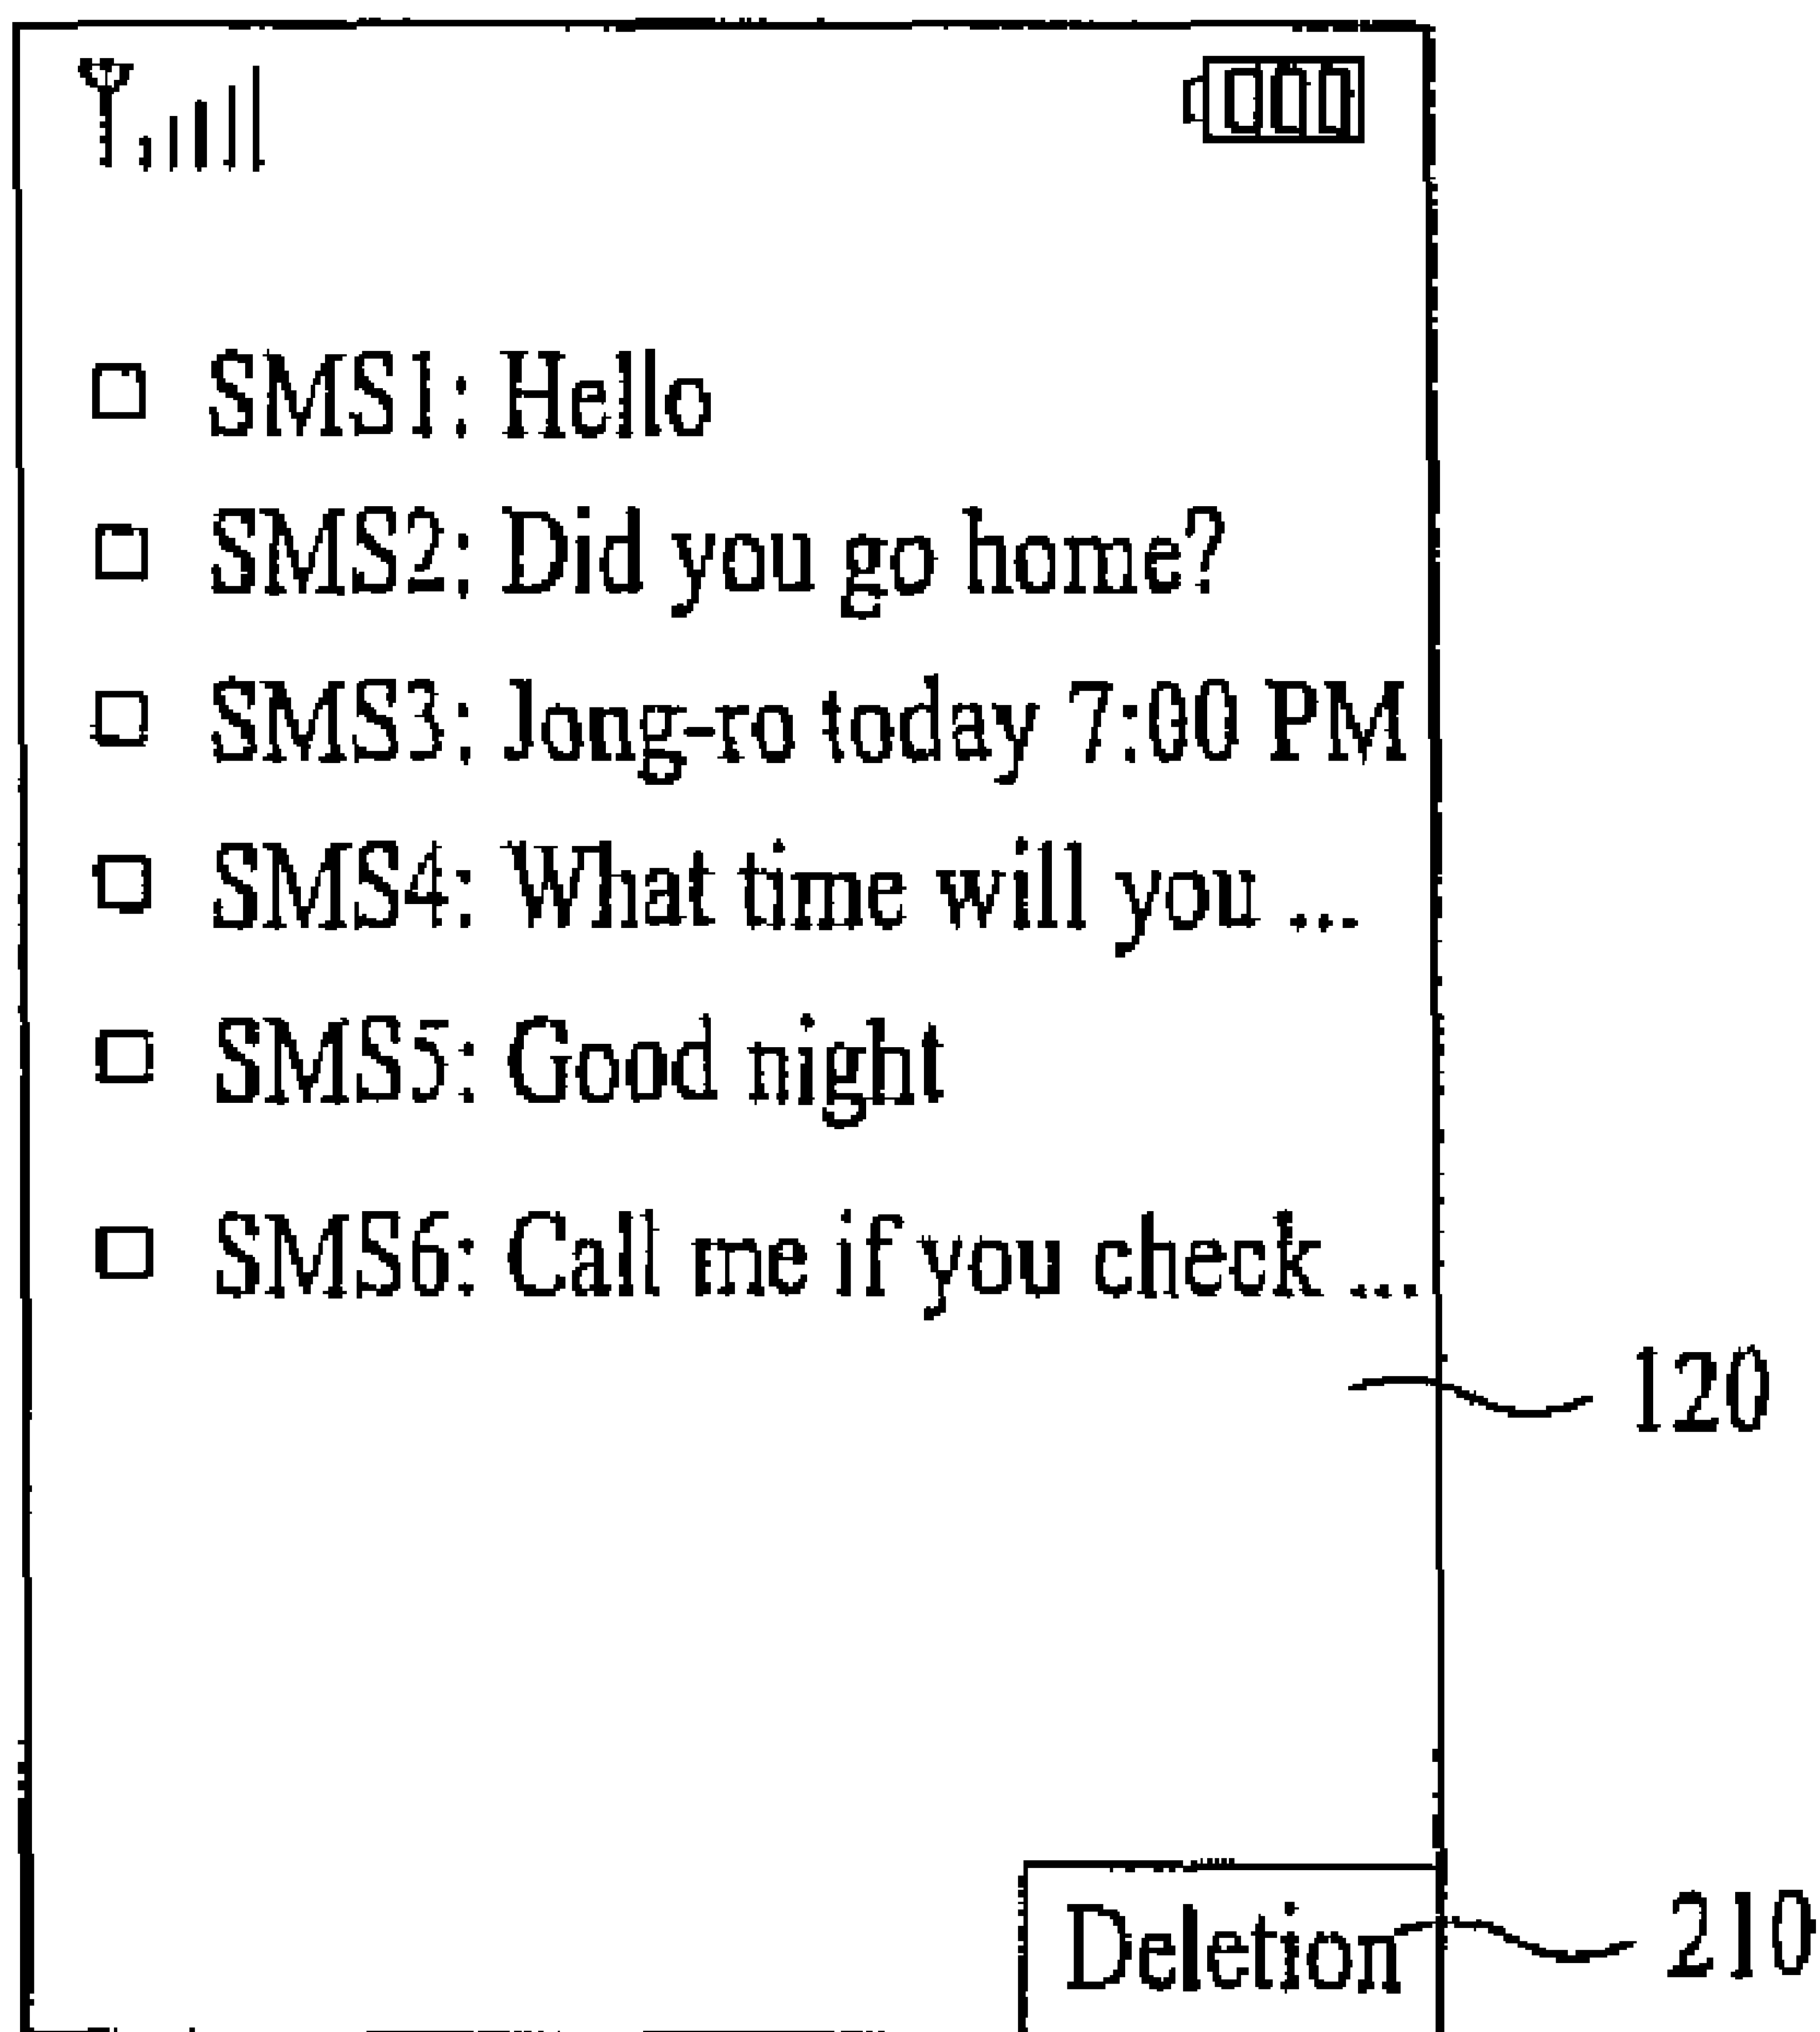 SMS1: Hello
SMS2: Did you go home?
SMS3: Jong-ro today 7:00 PM
SMS4: What time will you ...
SMS5: Good night
SMS6: Call me if you check ...
120
Deletion
210